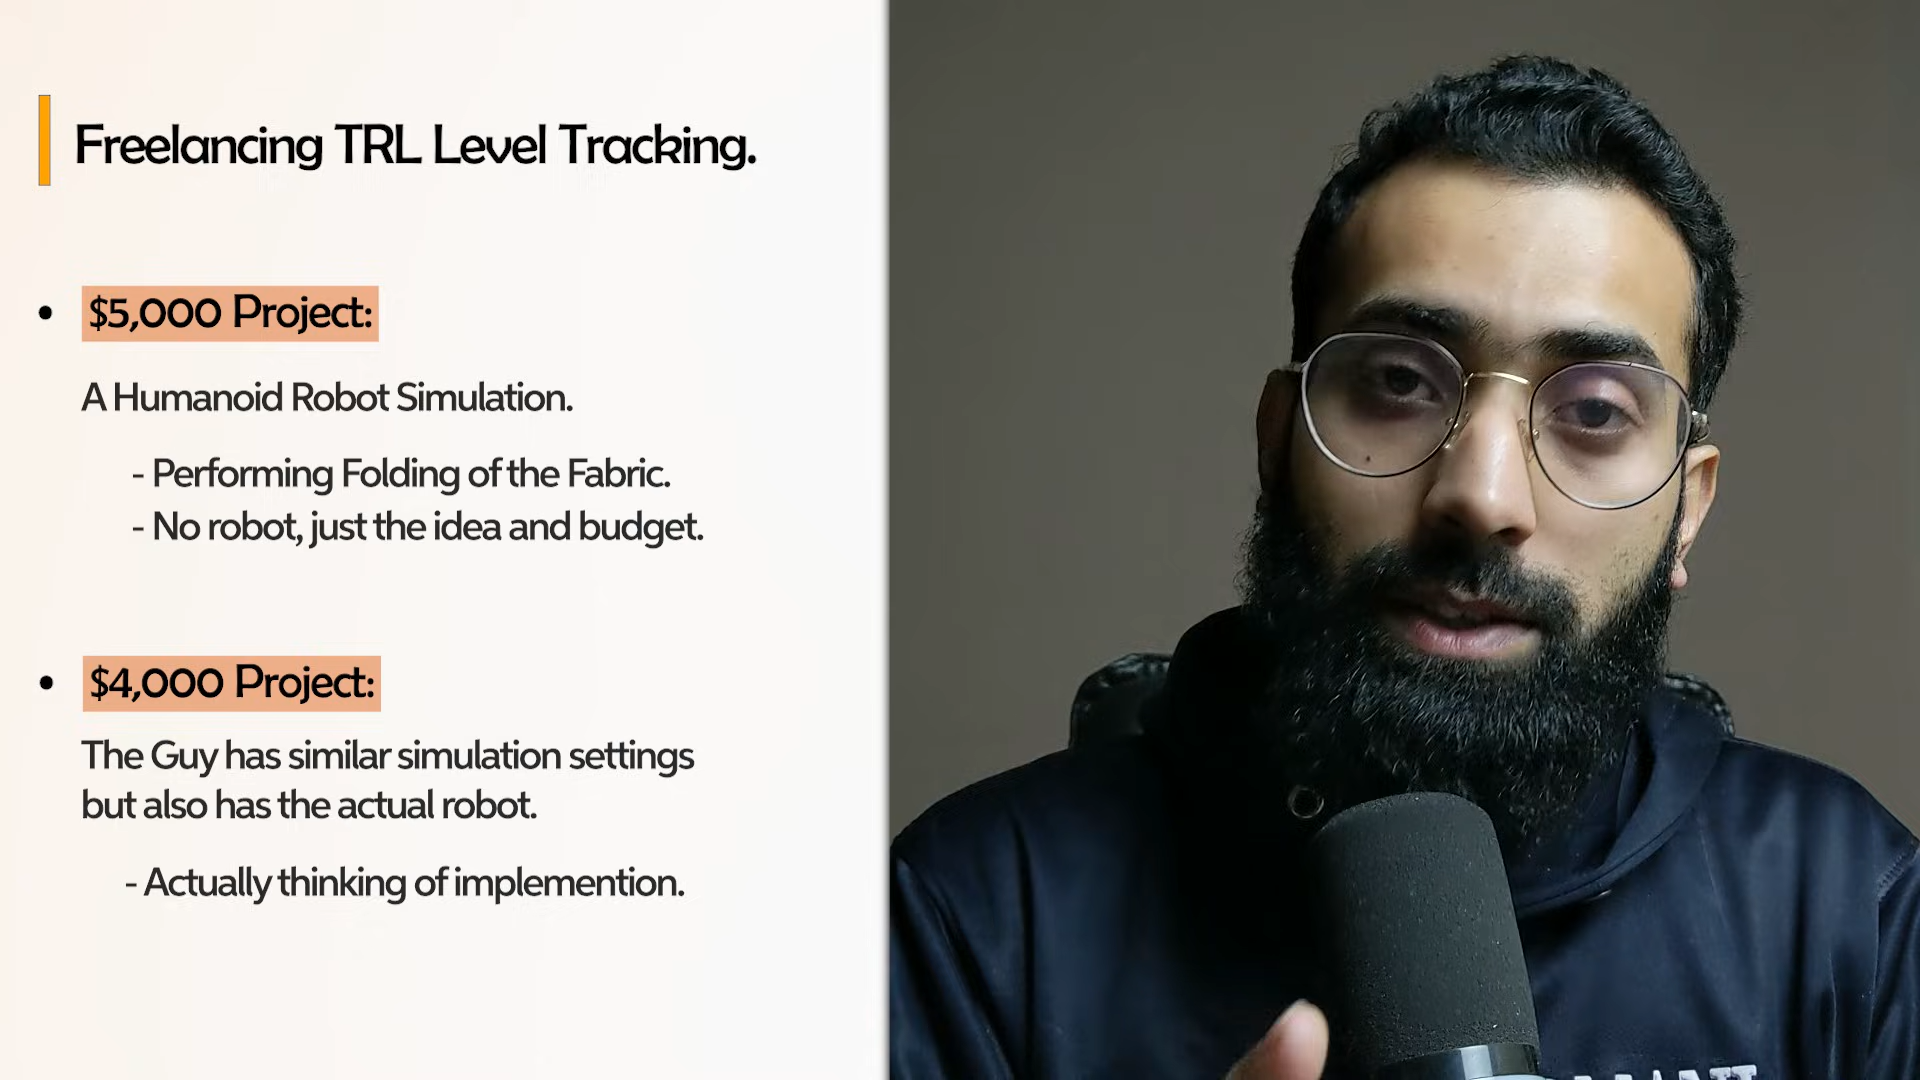 Freelancing TRL Level Tracking.
• $5,000 Project:
A Humanoid Robot Simulation.
- Performing Folding of the Fabric.
- No robot, just the idea and budget.
• $4,000 Project:
The Guy has similar simulation settings
but also has the actual robot.
- Actually thinking of implemention.